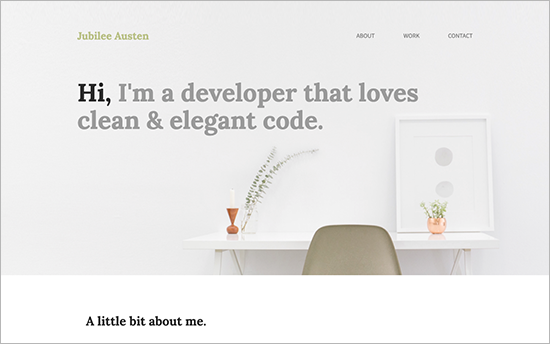 Jubilee Austen
ABOUT WORK CONTACT
Hi, I'm a developer that loves
clean & elegant code.
A little bit about me.